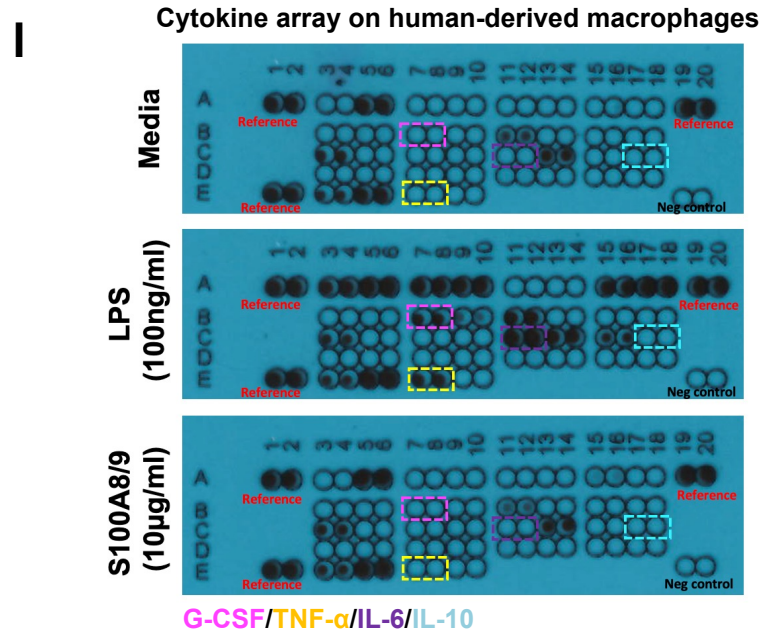 I
Cytokine array on human-derived macrophages
Media
1 2 3 4 5 6 7 8 9 10 11 12 13 14 15 16 17 18 19 20
A
Reference
Reference
B
C
D
E
Reference
Neg control
LPS
(100ng/ml)
1 2 3 4 5 6 7 8 9 10 11 12 13 14 15 16 17 18 19 20
A
Reference
B
C
D
E
Reference
Neg control
S100A8/9
(10µg/ml)
1 2 3 4 5 6 7 8 9 10 11 12 13 14 15 16 17 18 19 20
A
Reference
Reference
B
C
D
E
Reference
Neg control
G-CSF/TNF-α/IL-6/IL-10